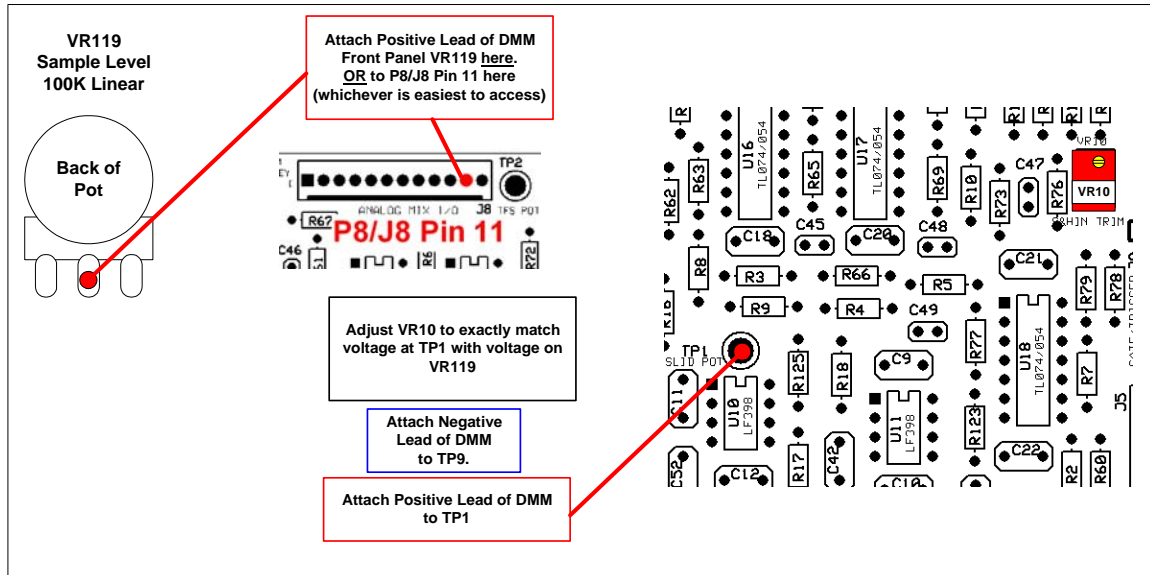 VR119
Sample Level
100K Linear
Back of
Pot
Attach Positive Lead of DMM
Front Panel VR119 here.
OR to P8/J8 Pin 11 here
(whichever is easiest to access)
TP2
ANALOG MIX I/O
J8
TFS POT
R67
P8/J8 Pin 11
C46
R6
R72
Adjust VR10 to exactly match
voltage at TP1 with voltage on
VR119
Attach Negative
Lead of DMM
to TP9.
Attach Positive Lead of DMM
to TP1
R62
R63
U16
TL074/054
R65
U17
TL074/054
R69
R10
R73
C47
R76
VR10
VR10
S&HIN TRIM
R8
C18
C45
C20
C48
C21
R3
R66
R5
R79
R78
R9
R4
C49
R16
TP1
SLID POT
R125
R18
C9
R77
U18
TL074/054
R7
J5
C11
U10
LF398
U11
LF398
R123
C52
C12
R17
C42
C10
C22
R2
R60